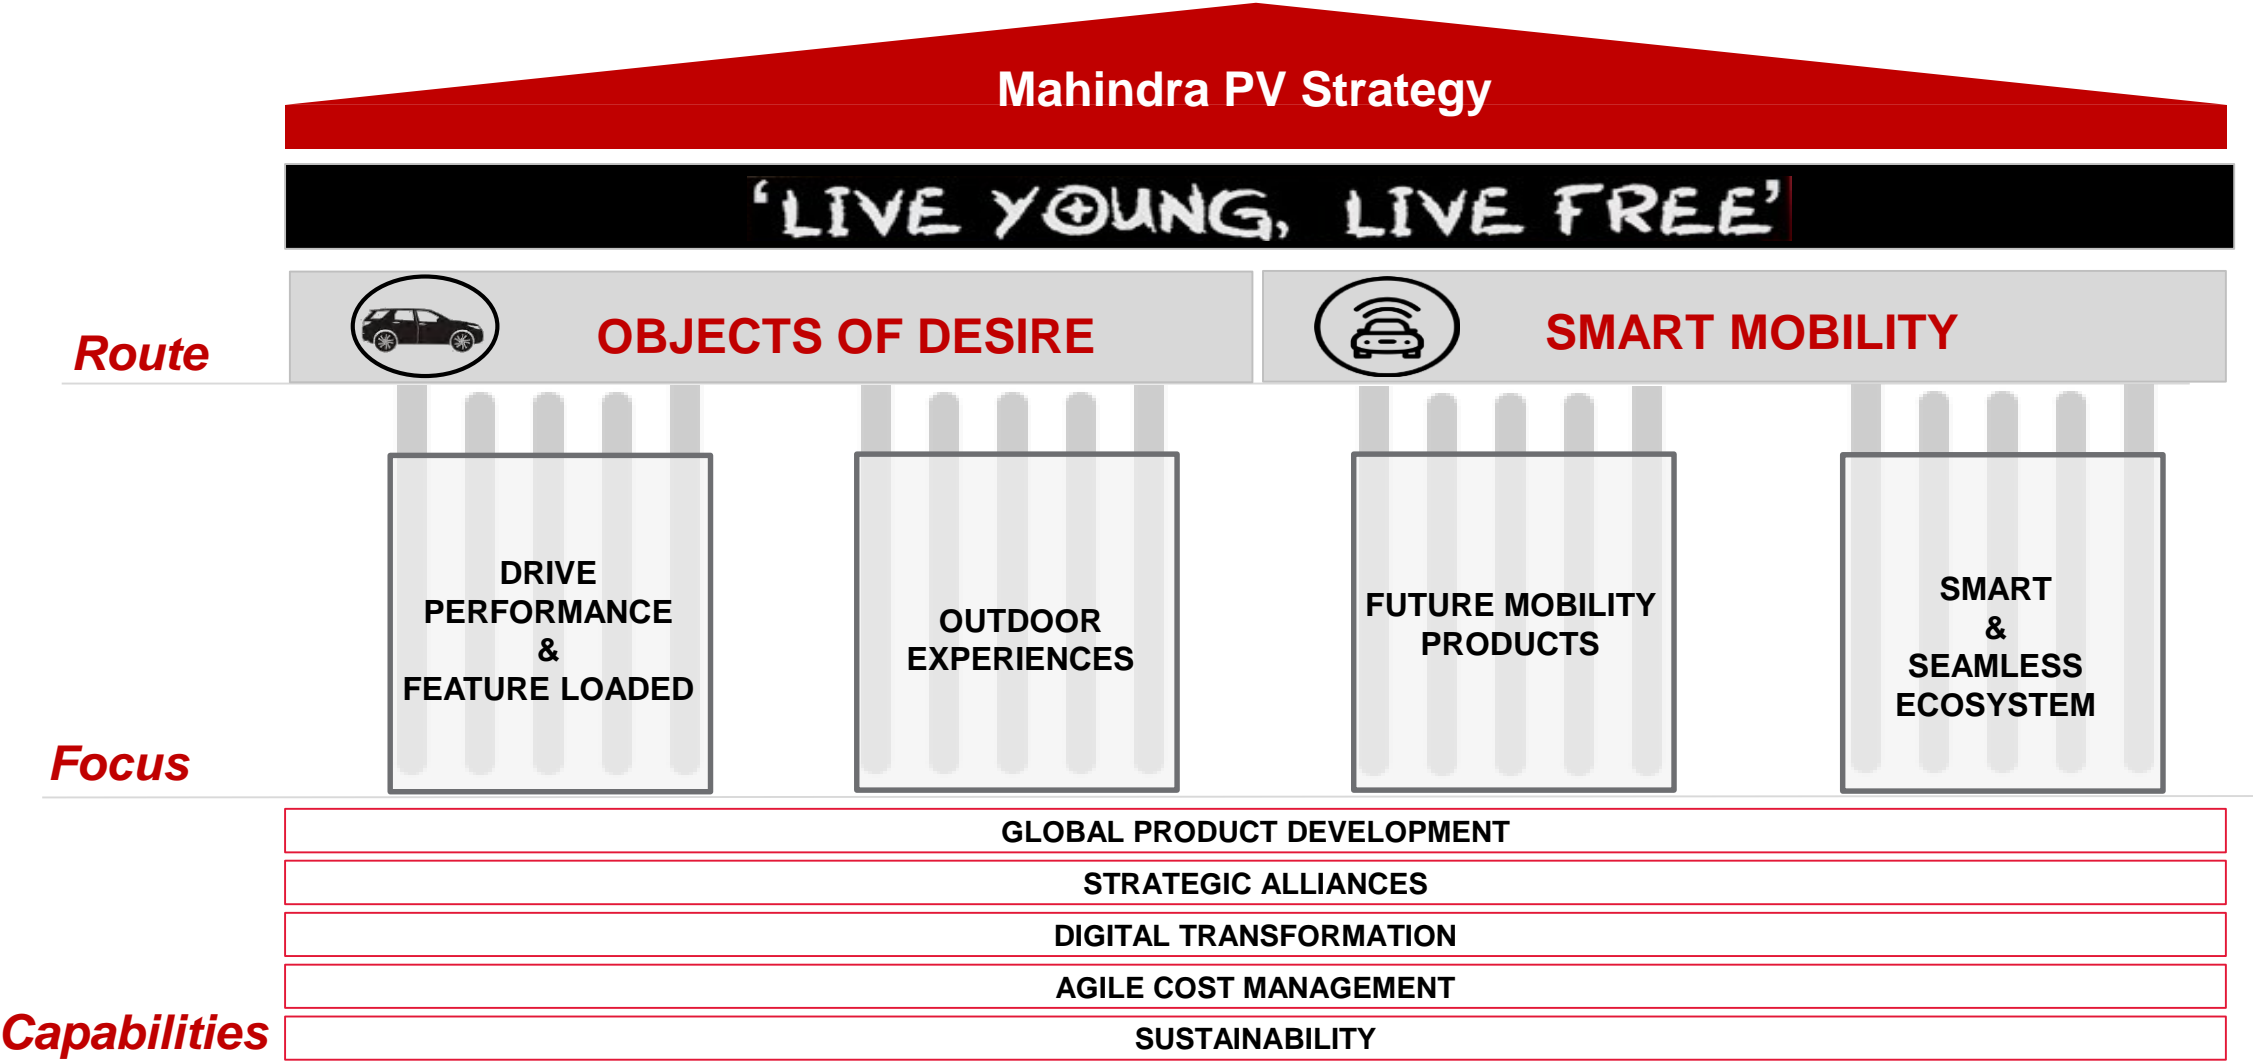 Mahindra PV Strategy
‘LIVE YOUNG, LIVE FREE’
Route
OBJECTS OF DESIRE
SMART MOBILITY
Focus
DRIVE
PERFORMANCE
&
FEATURE LOADED
OUTDOOR
EXPERIENCES
FUTURE MOBILITY
PRODUCTS
SMART
&
SEAMLESS
ECOSYSTEM
Capabilities
GLOBAL PRODUCT DEVELOPMENT
STRATEGIC ALLIANCES
DIGITAL TRANSFORMATION
AGILE COST MANAGEMENT
SUSTAINABILITY